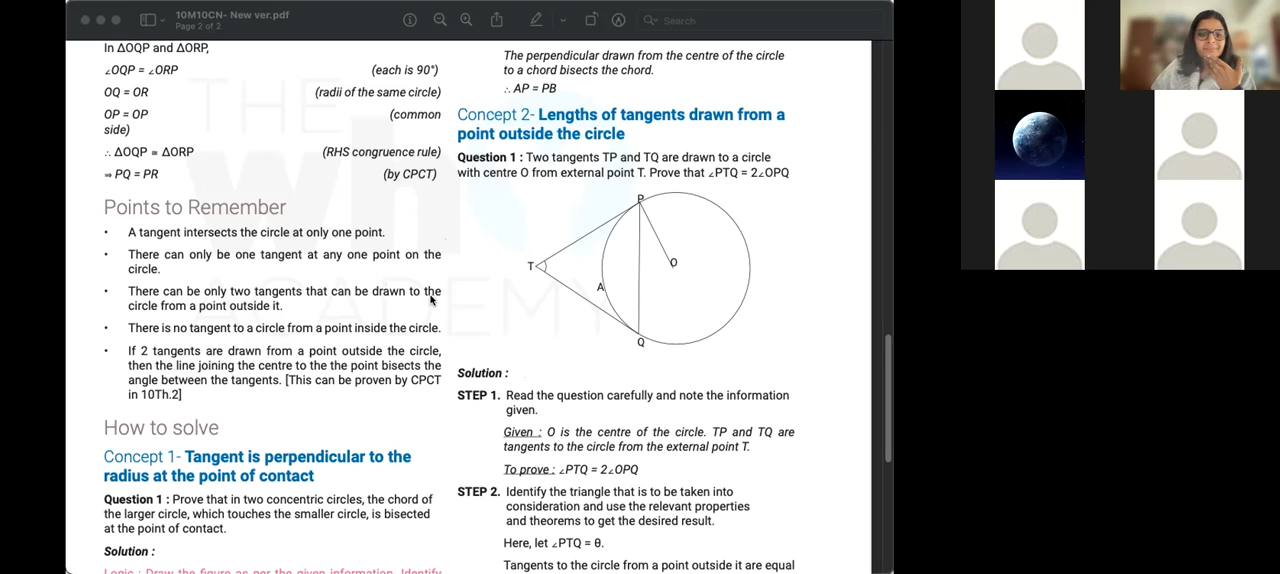 10M10CN- New ver.pdf
Page 2 of 2
Search
In ΔOQP and ΔORP,
∠OQP = ∠ORP (each is 90°)
OQ = OR (radii of the same circle)
OP = OP (common
side)
∴ ΔOQP ≅ ΔORP (RHS congruence rule)
⇒ PQ = PR (by CPCT)
Points to Remember
• A tangent intersects the circle at only one point.
• There can only be one tangent at any one point on the
circle.
• There can be only two tangents that can be drawn to the
circle from a point outside it.
• There is no tangent to a circle from a point inside the circle.
• If 2 tangents are drawn from a point outside the circle,
then the line joining the centre to the the point bisects the
angle between the tangents. [This can be proven by CPCT
in 10Th.2]
How to solve
Concept 1- Tangent is perpendicular to the
radius at the point of contact
Question 1 : Prove that in two concentric circles, the chord of
the larger circle, which touches the smaller circle, is bisected
at the point of contact.
Solution :
Logic : Draw the figure as per the given information. Identify
The perpendicular drawn from the centre of the circle
to a chord bisects the chord.
∴ AP = PB
Concept 2- Lengths of tangents drawn from a
point outside the circle
Question 1 : Two tangents TP and TQ are drawn to a circle
with centre O from external point T. Prove that ∠PTQ = 2∠OPQ
P
T
O
A
Q
Solution :
STEP 1. Read the question carefully and note the information
given.
Given : O is the centre of the circle. TP and TQ are
tangents to the circle from the external point T.
To prove : ∠PTQ = 2∠OPQ
STEP 2. Identify the triangle that is to be taken into
consideration and use the relevant properties
and theorems to get the desired result.
Here, let ∠PTQ = θ.
Tangents to the circle from a point outside it are equal
THE
wh
ACADEMY